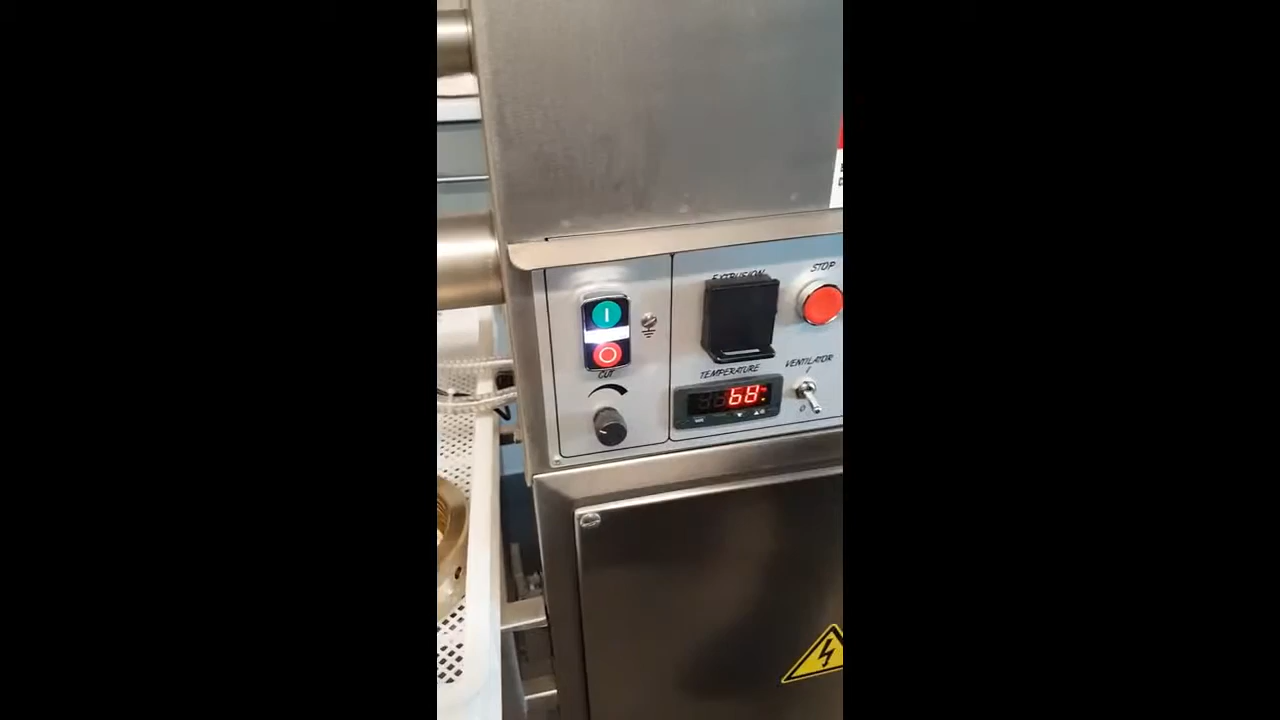 EXTRUSION
STOP
I
O
CUT
TEMPERATURE
VENTILATOR
I
68
O